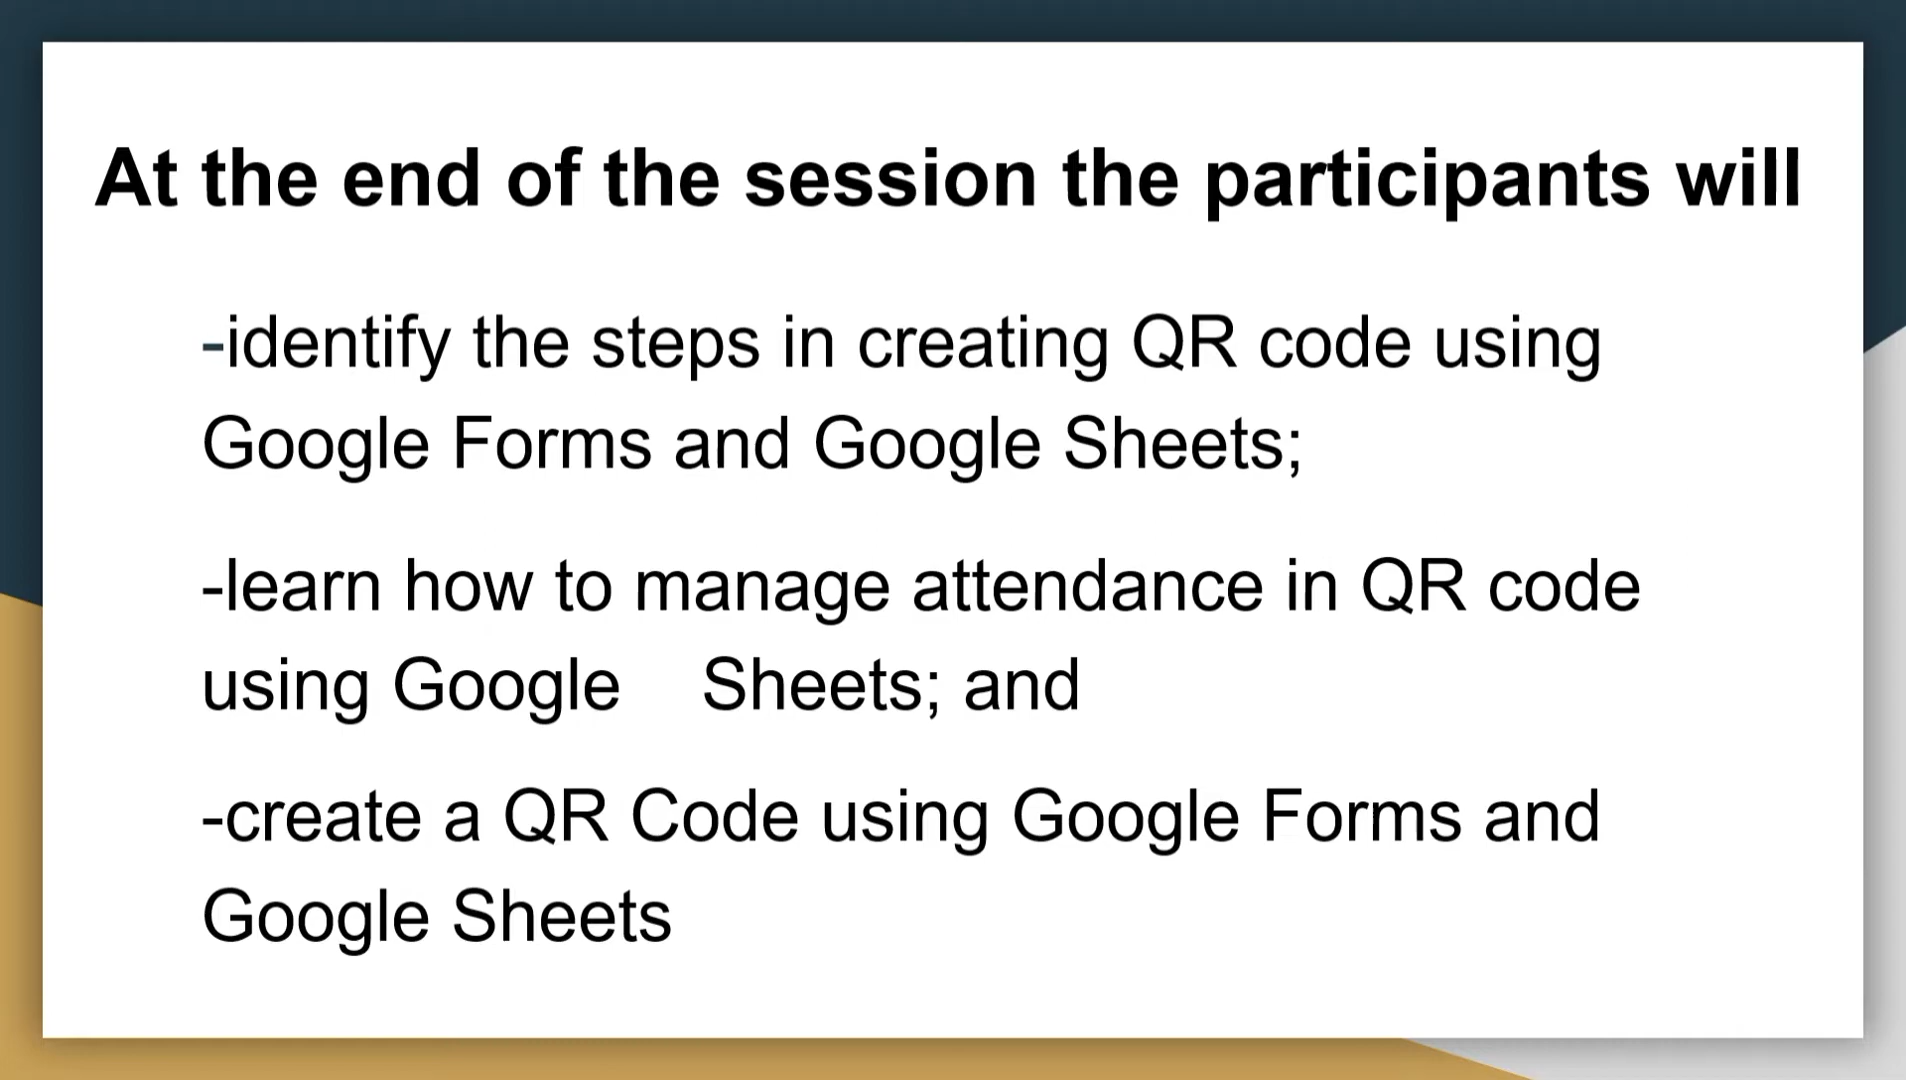 At the end of the session the participants will
-identify the steps in creating QR code using
Google Forms and Google Sheets;
-learn how to manage attendance in QR code
using Google    Sheets; and
-create a QR Code using Google Forms and
Google Sheets